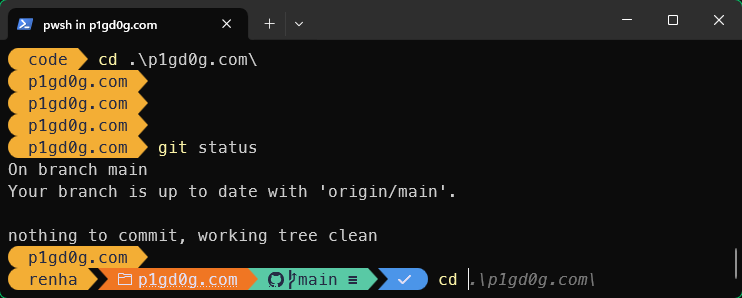 pwsh in p1gd0g.com
code cd .\p1gd0g.com\
p1gd0g.com
p1gd0g.com
p1gd0g.com
p1gd0g.com git status
On branch main
Your branch is up to date with 'origin/main'.
nothing to commit, working tree clean
p1gd0g.com
renha p1gd0g.com main ≡ cd .\p1gd0g.com\